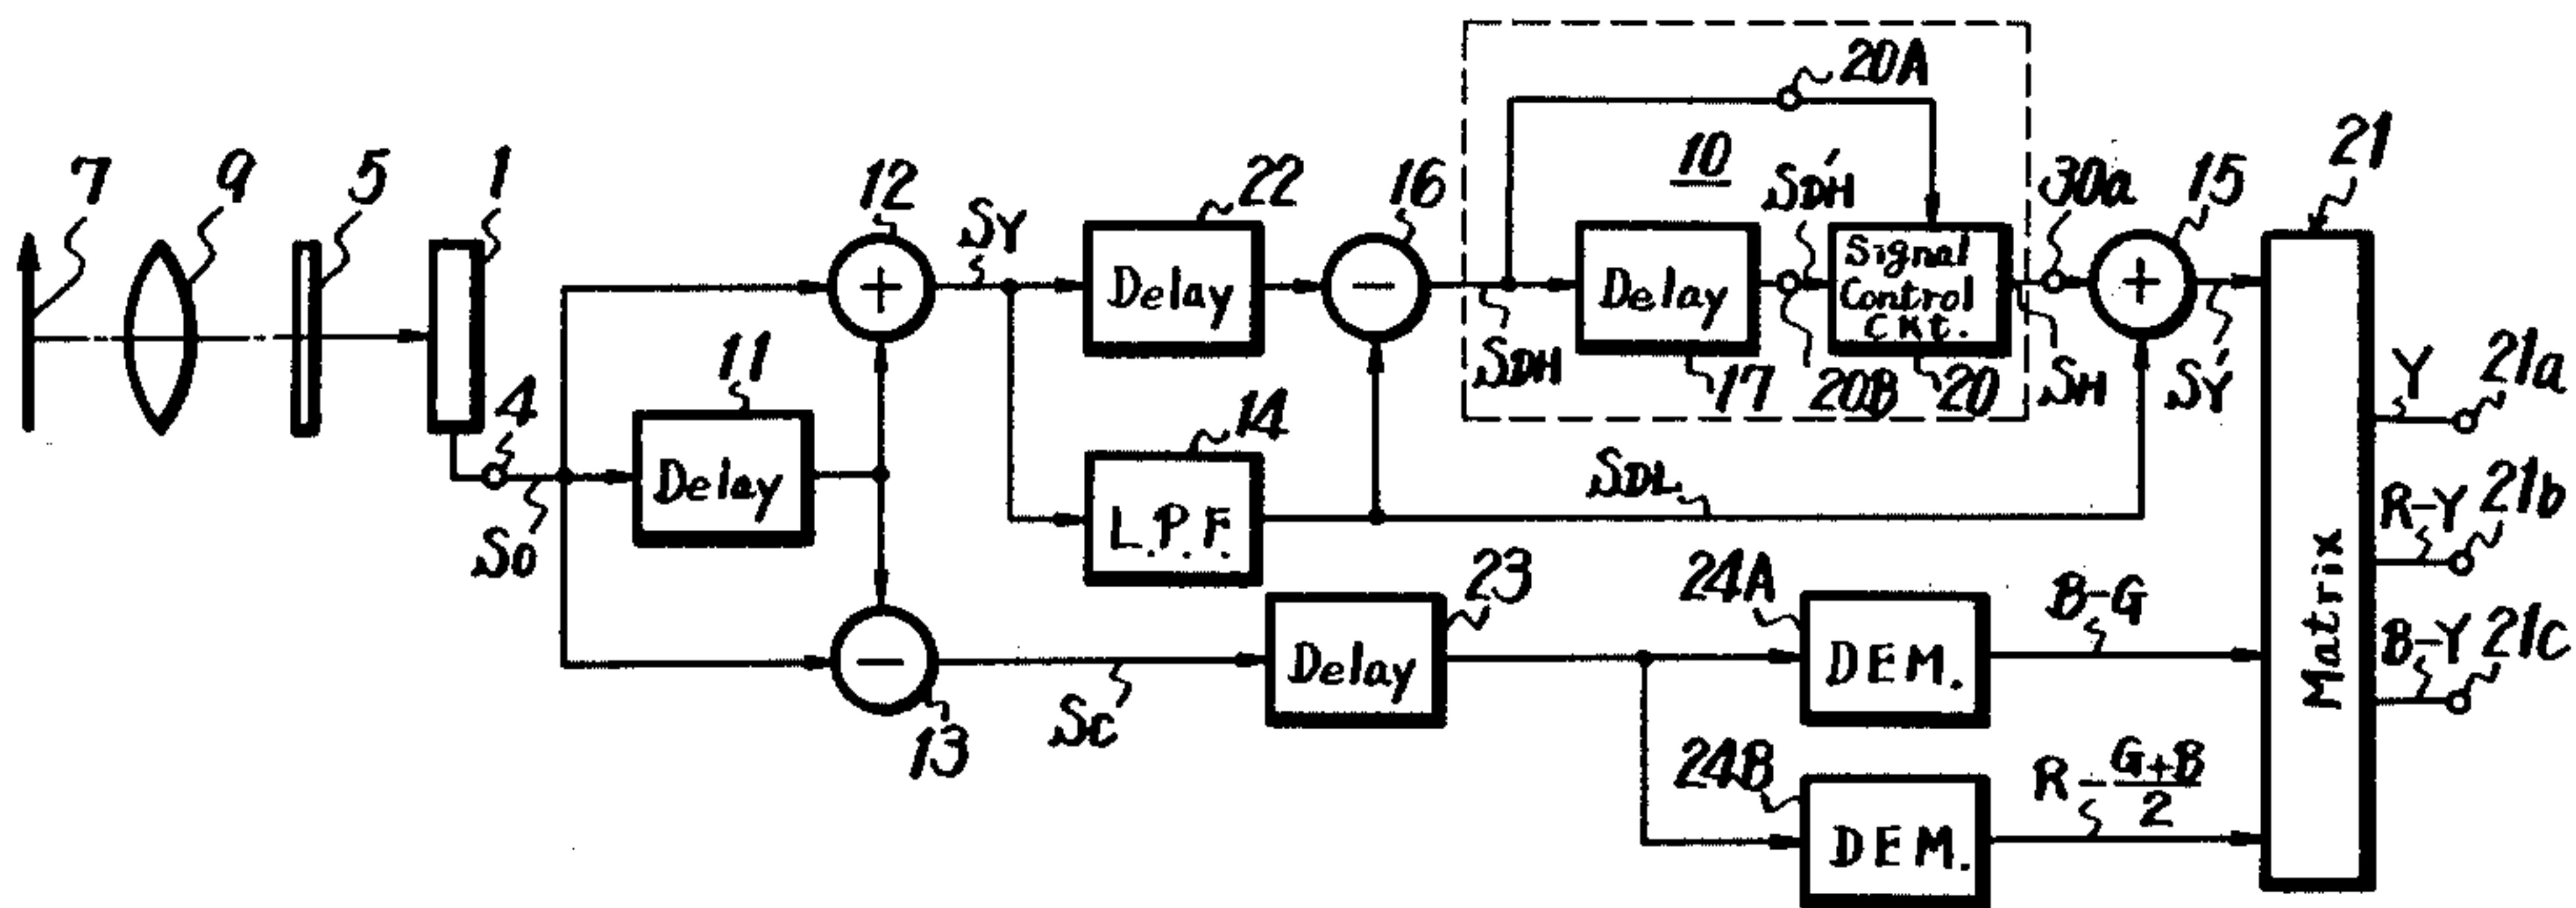 20A
10
21
7
9
5
1
12
SY
22
16
SDH'
30a
15
+
Delay
−
Delay
Signal
Control
CKt.
+
SDH
17
20B
20
SH
SY'
Y
21a
4
11
14
SDL
R-Y
21b
Delay
L.P.F.
SO
Matrix
23
24A
B-G
B-Y
21c
−
Delay
DEM.
13
SC
24B
R - G+B
2
DEM.